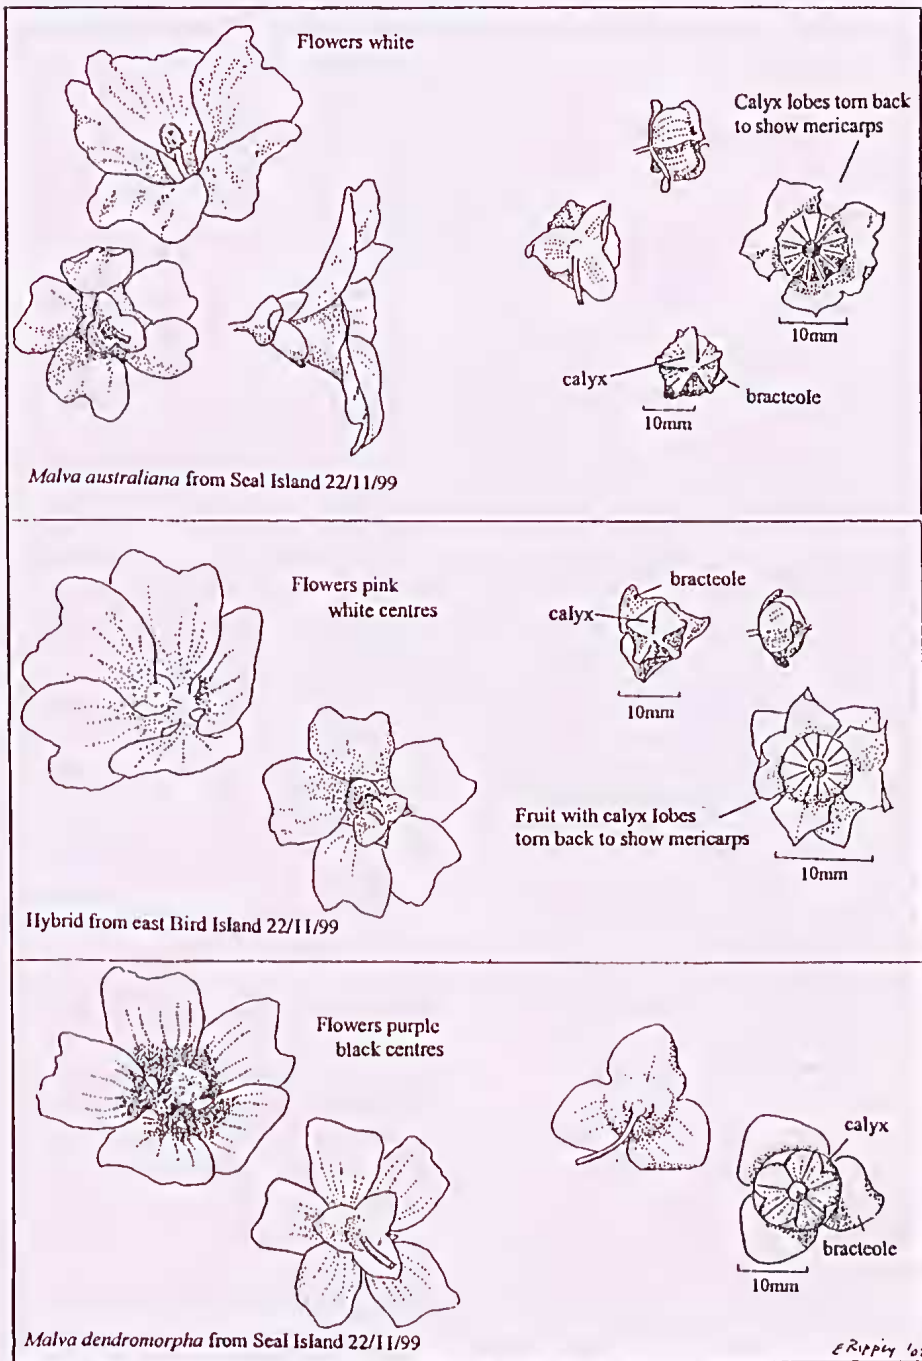 Flowers white
Calyx lobes torn back
to show mericarps
10mm
calyx
bracteole
10mm
Malva australiana from Seal Island 22/11/99
Flowers pink
white centres
bracteole
calyx
10mm
Fruit with calyx lobes
torn back to show mericarps
10mm
Hybrid from east Bird Island 22/11/99
Flowers purple
black centres
calyx
bracteole
10mm
Malva dendromorpha from Seal Island 22/11/99
E Rippey